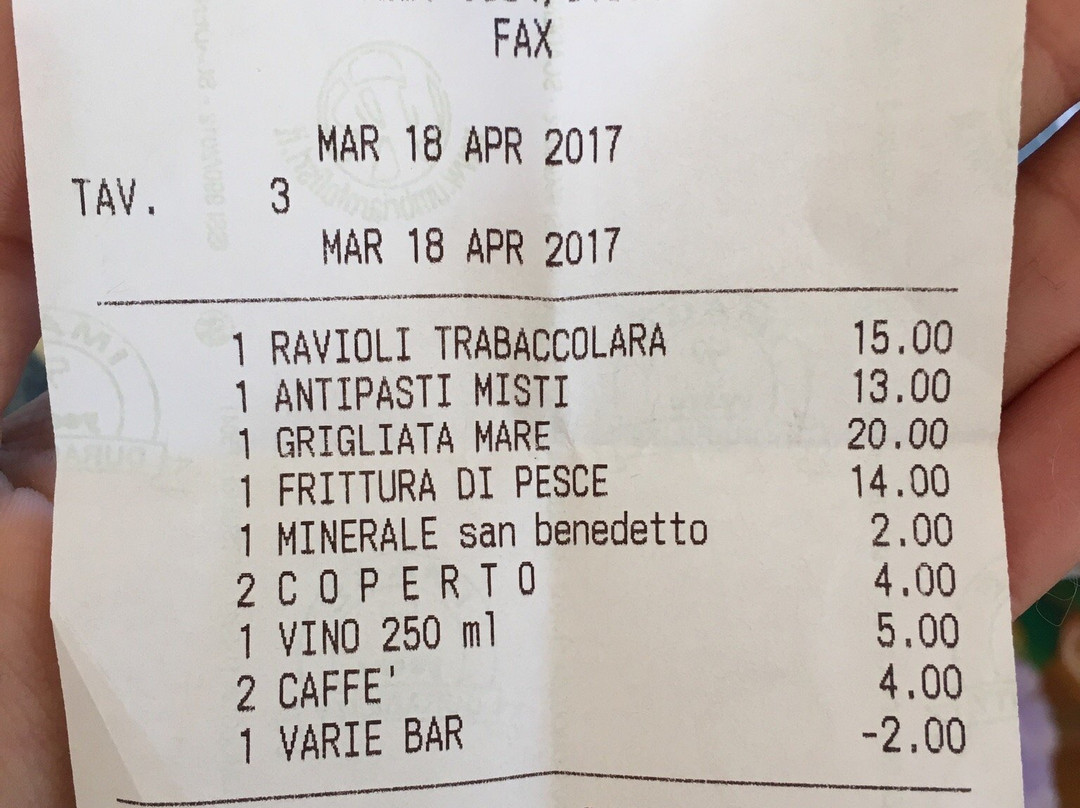 FAX
MAR 18 APR 2017
TAV. 3
MAR 18 APR 2017
1 RAVIOLI TRABACCOLARA 15.00
1 ANTIPASTI MISTI 13.00
1 GRIGLIATA MARE 20.00
1 FRITTURA DI PESCE 14.00
1 MINERALE san benedetto 2.00
2 C O P E R T O 4.00
1 VINO 250 ml 5.00
2 CAFFE' 4.00
1 VARIE BAR -2.00